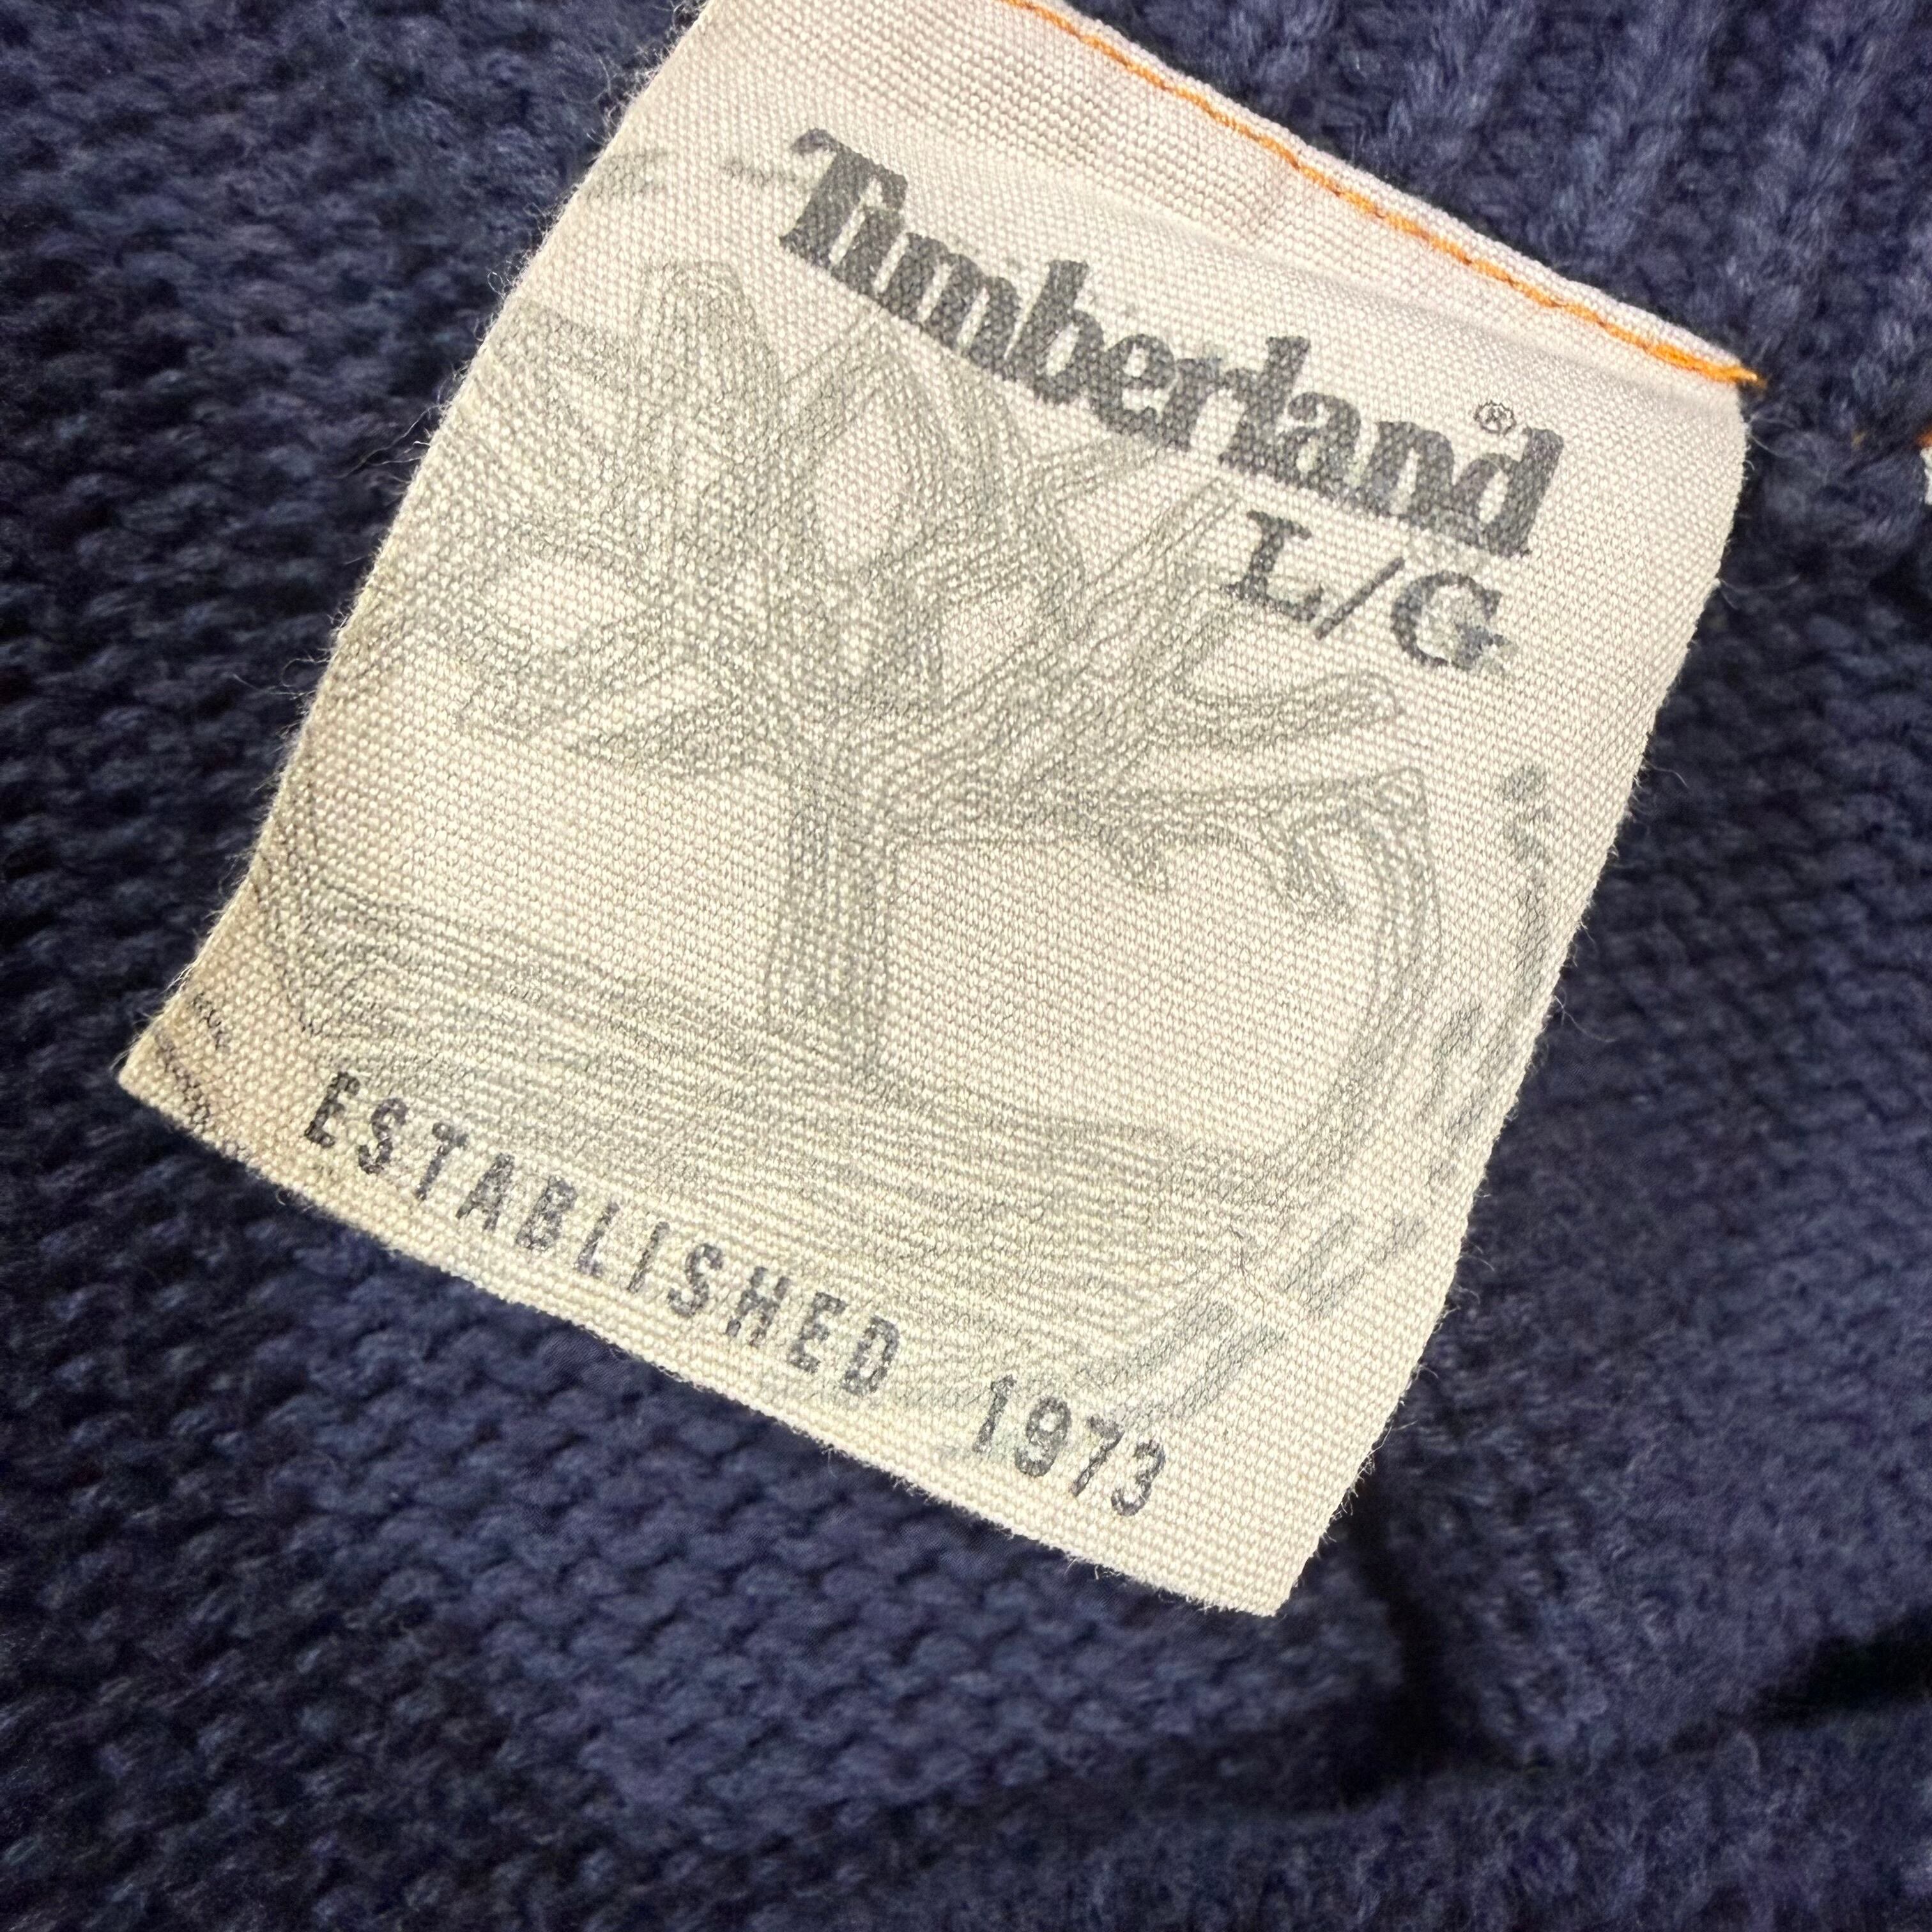 Timberland®
L/G
ESTABLISHED 1973